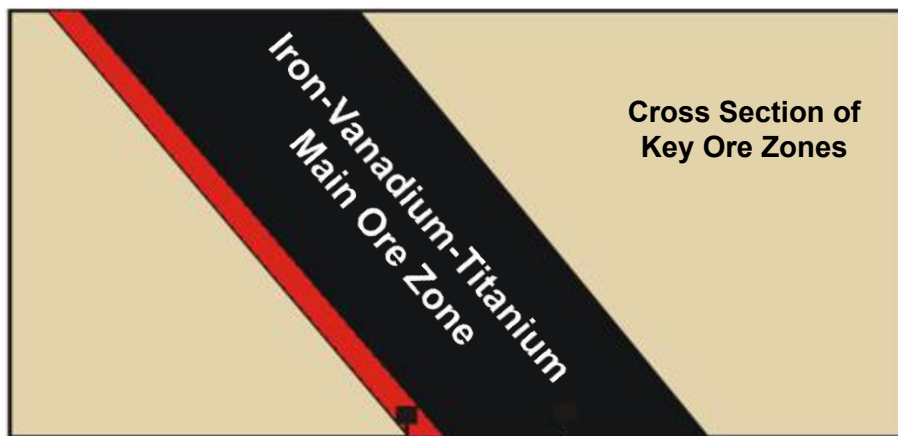 Iron-Vanadium-Titanium
Main Ore Zone
Cross Section of
Key Ore Zones